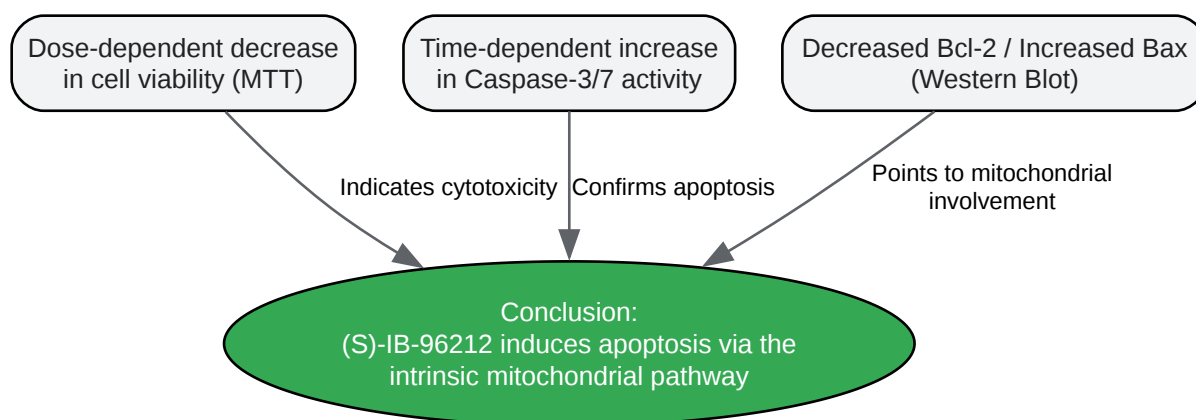 Dose-dependent decrease
in cell viability (MTT)
Time-dependent increase
in Caspase-3/7 activity
Decreased Bcl-2 / Increased Bax
(Western Blot)
Indicates cytotoxicity
Confirms apoptosis
Points to mitochondrial
involvement
Conclusion:
(S)-IB-96212 induces apoptosis via the
intrinsic mitochondrial pathway